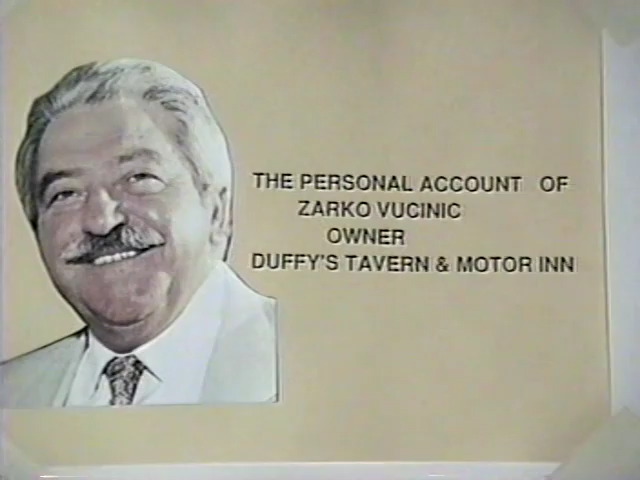 THE PERSONAL ACCOUNT OF
ZARKO VUCINIC
OWNER
DUFFY'S TAVERN & MOTOR INN